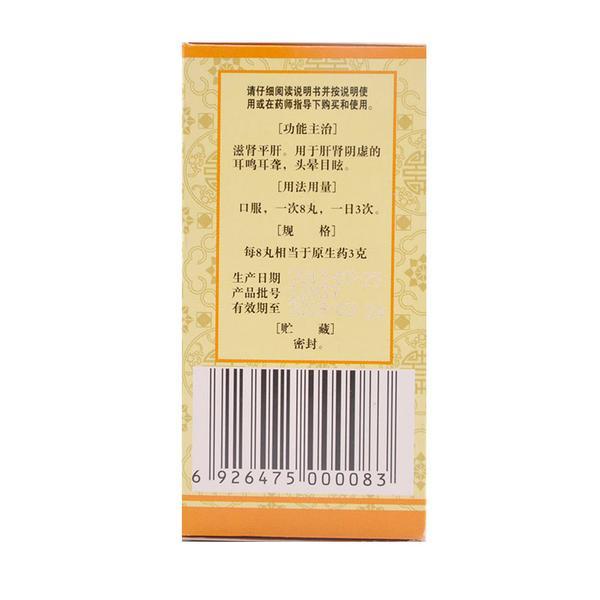 请仔细阅读说明书并按说明使
用或在药师指导下购买和使用。
[功能主治]
滋肾平肝。用于肝肾阴虚的
耳鸣耳聋,头晕目眩。
[用法用量]
口服,一次8丸,一日3次。
[规 格]
每8丸相当于原生药3克
生产日期
产品批号
有效期至
[贮 藏]
密封。
6 926475 000083